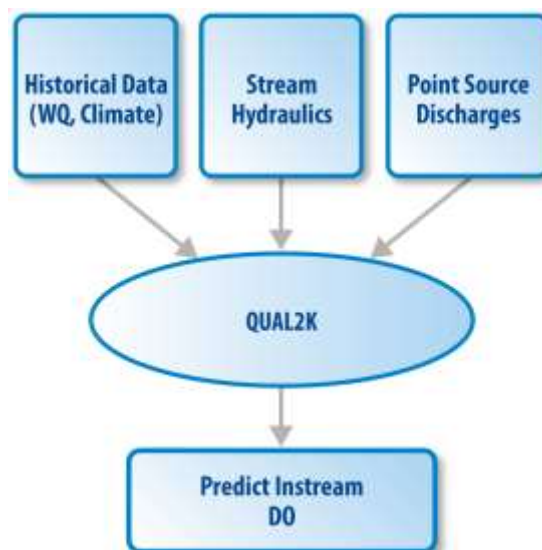 Historical Data
(WQ, Climate)
Stream
Hydraulics
Point Source
Discharges
QUAL2K
Predict Instream
DO